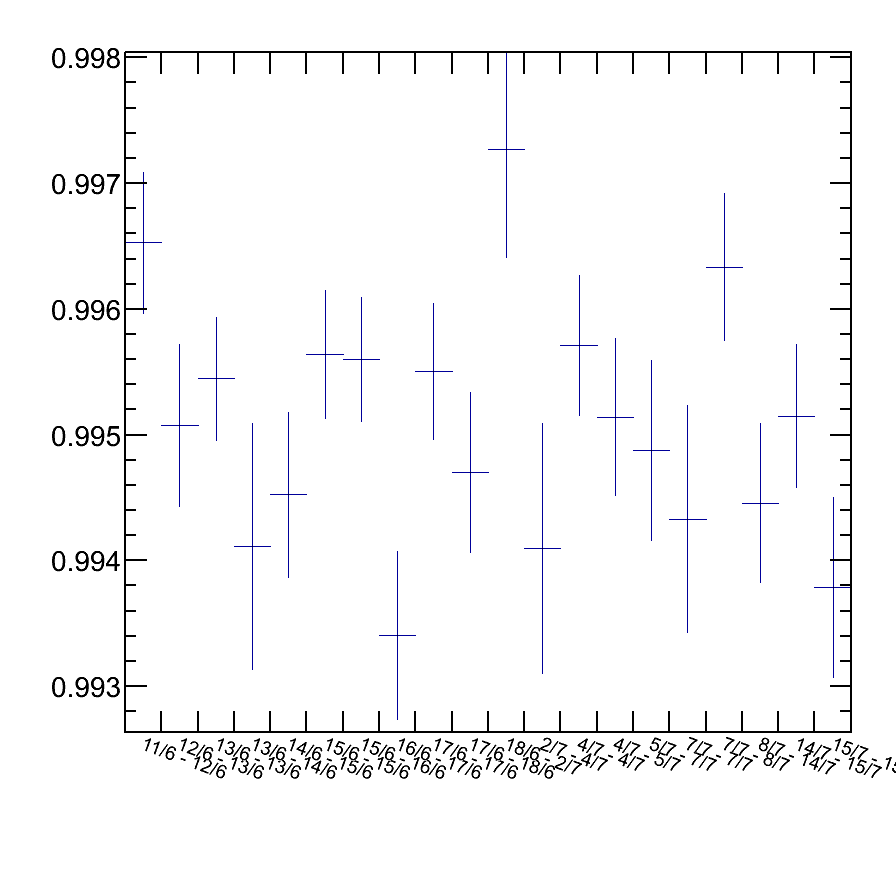 0.998
0.997
0.996
0.995
0.994
0.993
11/6 - 12/6
12/6 - 13/6
13/6 - 13/6
13/6 - 14/6
14/6 - 15/6
15/6 - 15/6
15/6 - 16/6
16/6 - 17/6
17/6 - 17/6
17/6 - 18/6
18/6 - 2/7
2/7 - 4/7
4/7 - 4/7
4/7 - 5/7
5/7 - 7/7
7/7 - 7/7
7/7 - 8/7
8/7 - 14/7
14/7 - 15/7
15/7 -